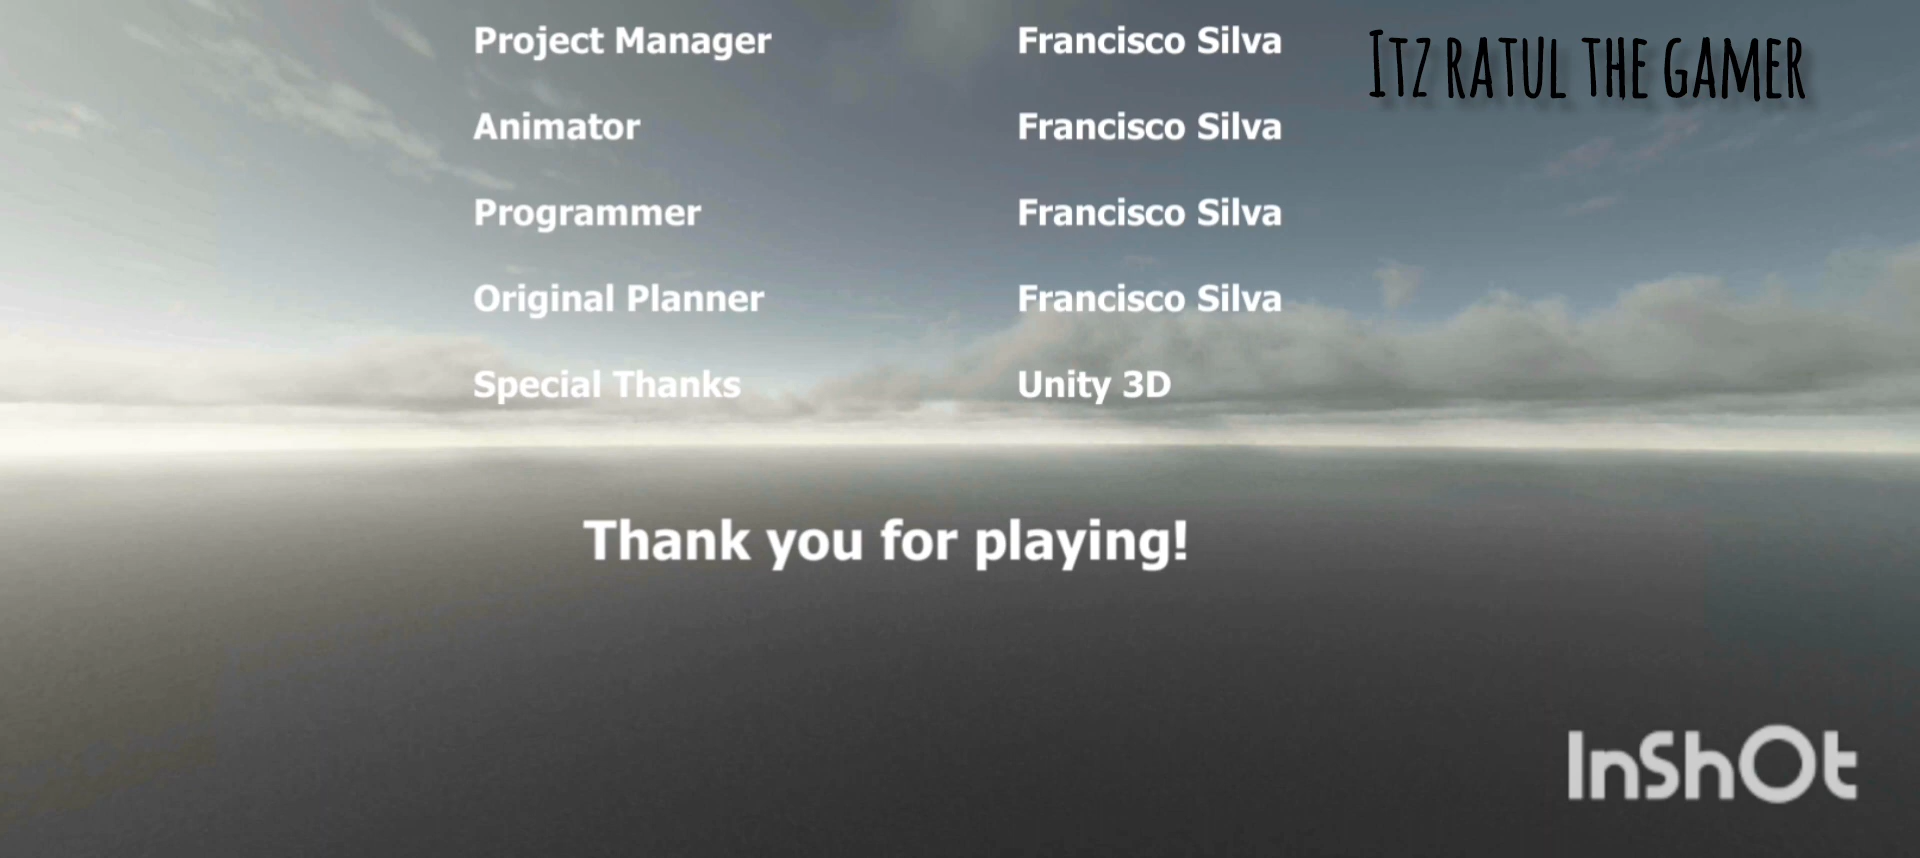 Project Manager Francisco Silva
ITZ RATUL THE GAMER
Animator Francisco Silva
Programmer Francisco Silva
Original Planner Francisco Silva
Special Thanks Unity 3D
Thank you for playing!
InShOt